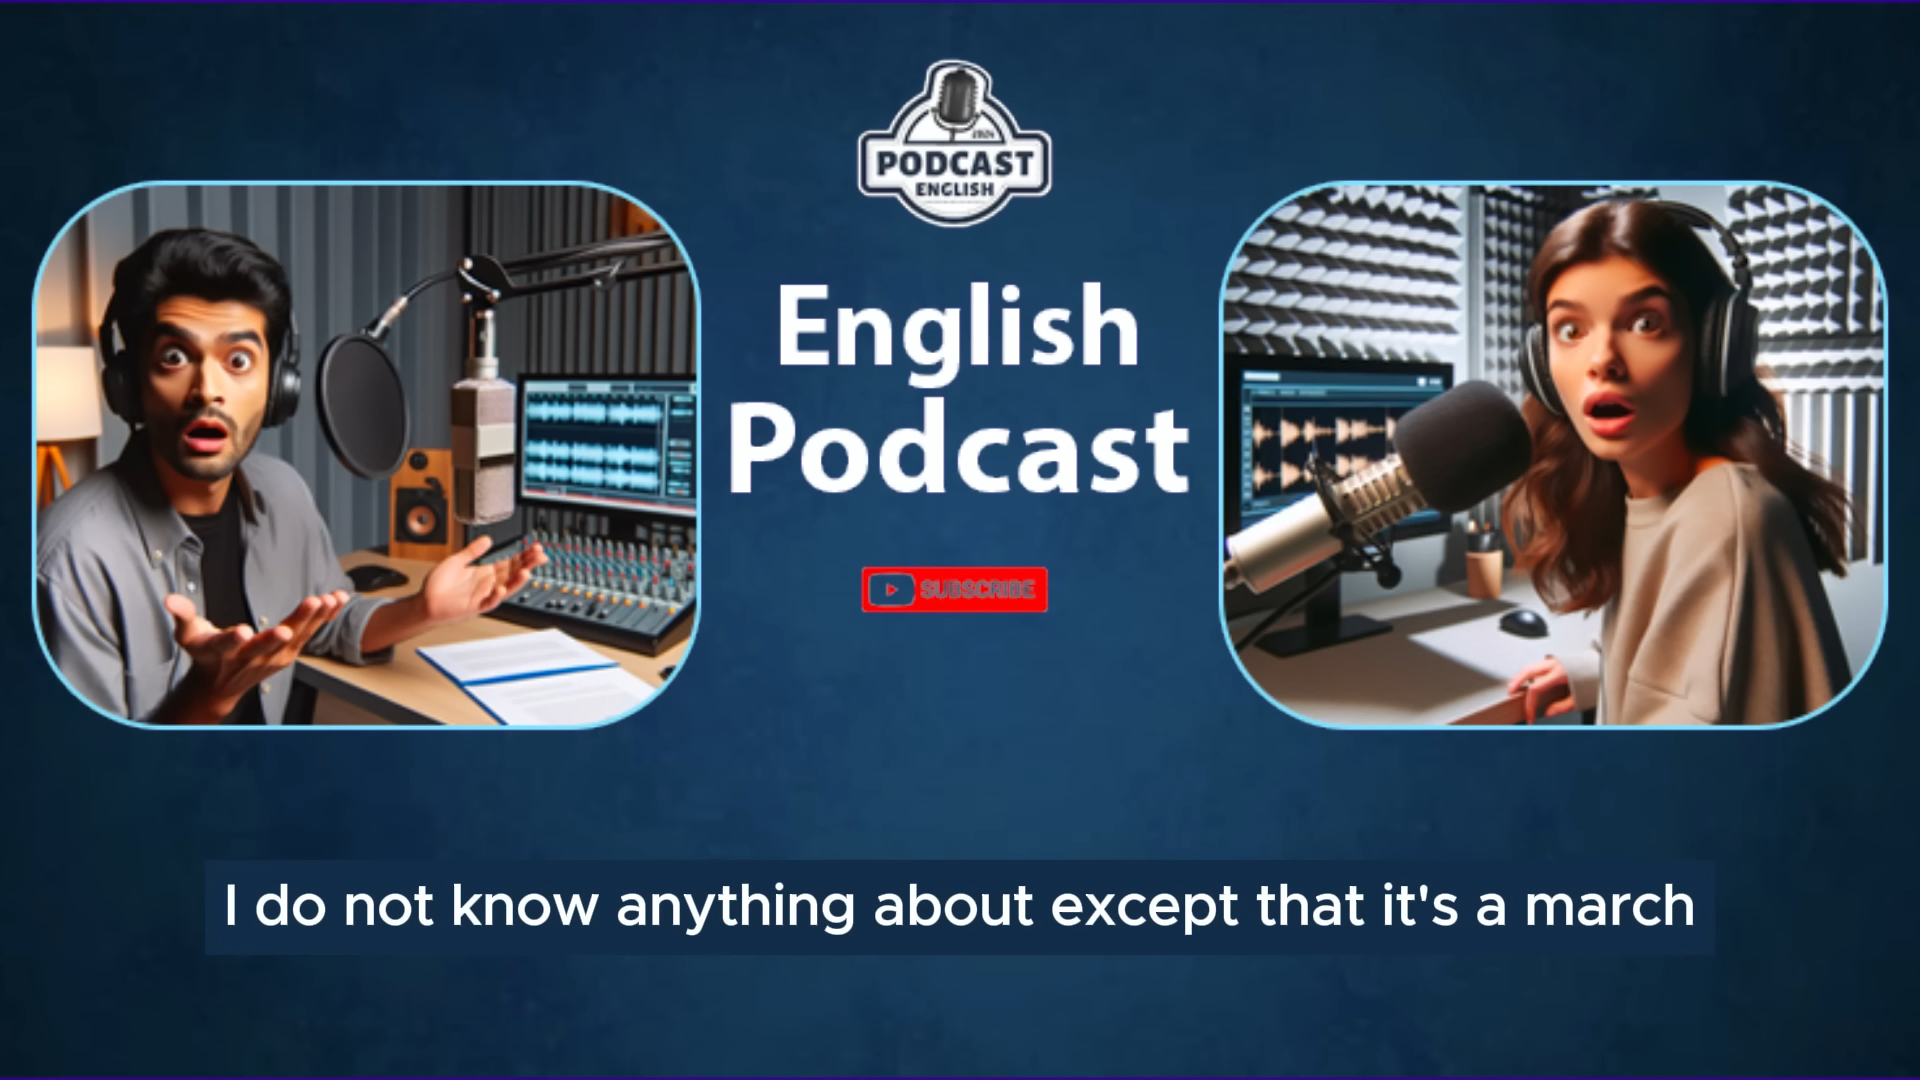 PODCAST
ENGLISH
English
Podcast
SUBSCRIBE
I do not know anything about except that it's a march